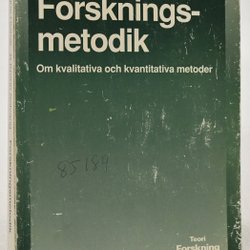 Forsknings-
metodik
Om kvalitativa och kvantitativa metoder
85184
Teori
Forskning